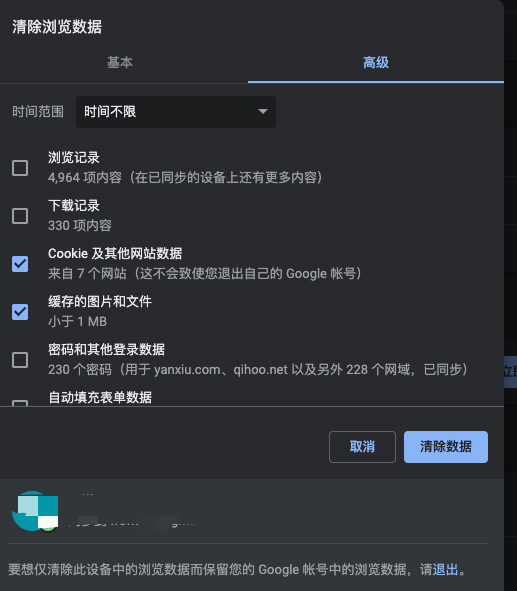 清除浏览数据
基本
高级
时间范围
时间不限
浏览记录
4,964 项内容（在已同步的设备上还有更多内容）
下载记录
330 项内容
Cookie 及其他网站数据
来自 7 个网站（这不会致使您退出自己的 Google 帐号）
缓存的图片和文件
小于 1 MB
密码和其他登录数据
230 个密码（用于 yanxiu.com、qihoo.net 以及另外 228 个网域，已同步）
自动填充表单数据
取消
清除数据
要想仅清除此设备中的浏览数据而保留您的 Google 帐号中的浏览数据，请退出。